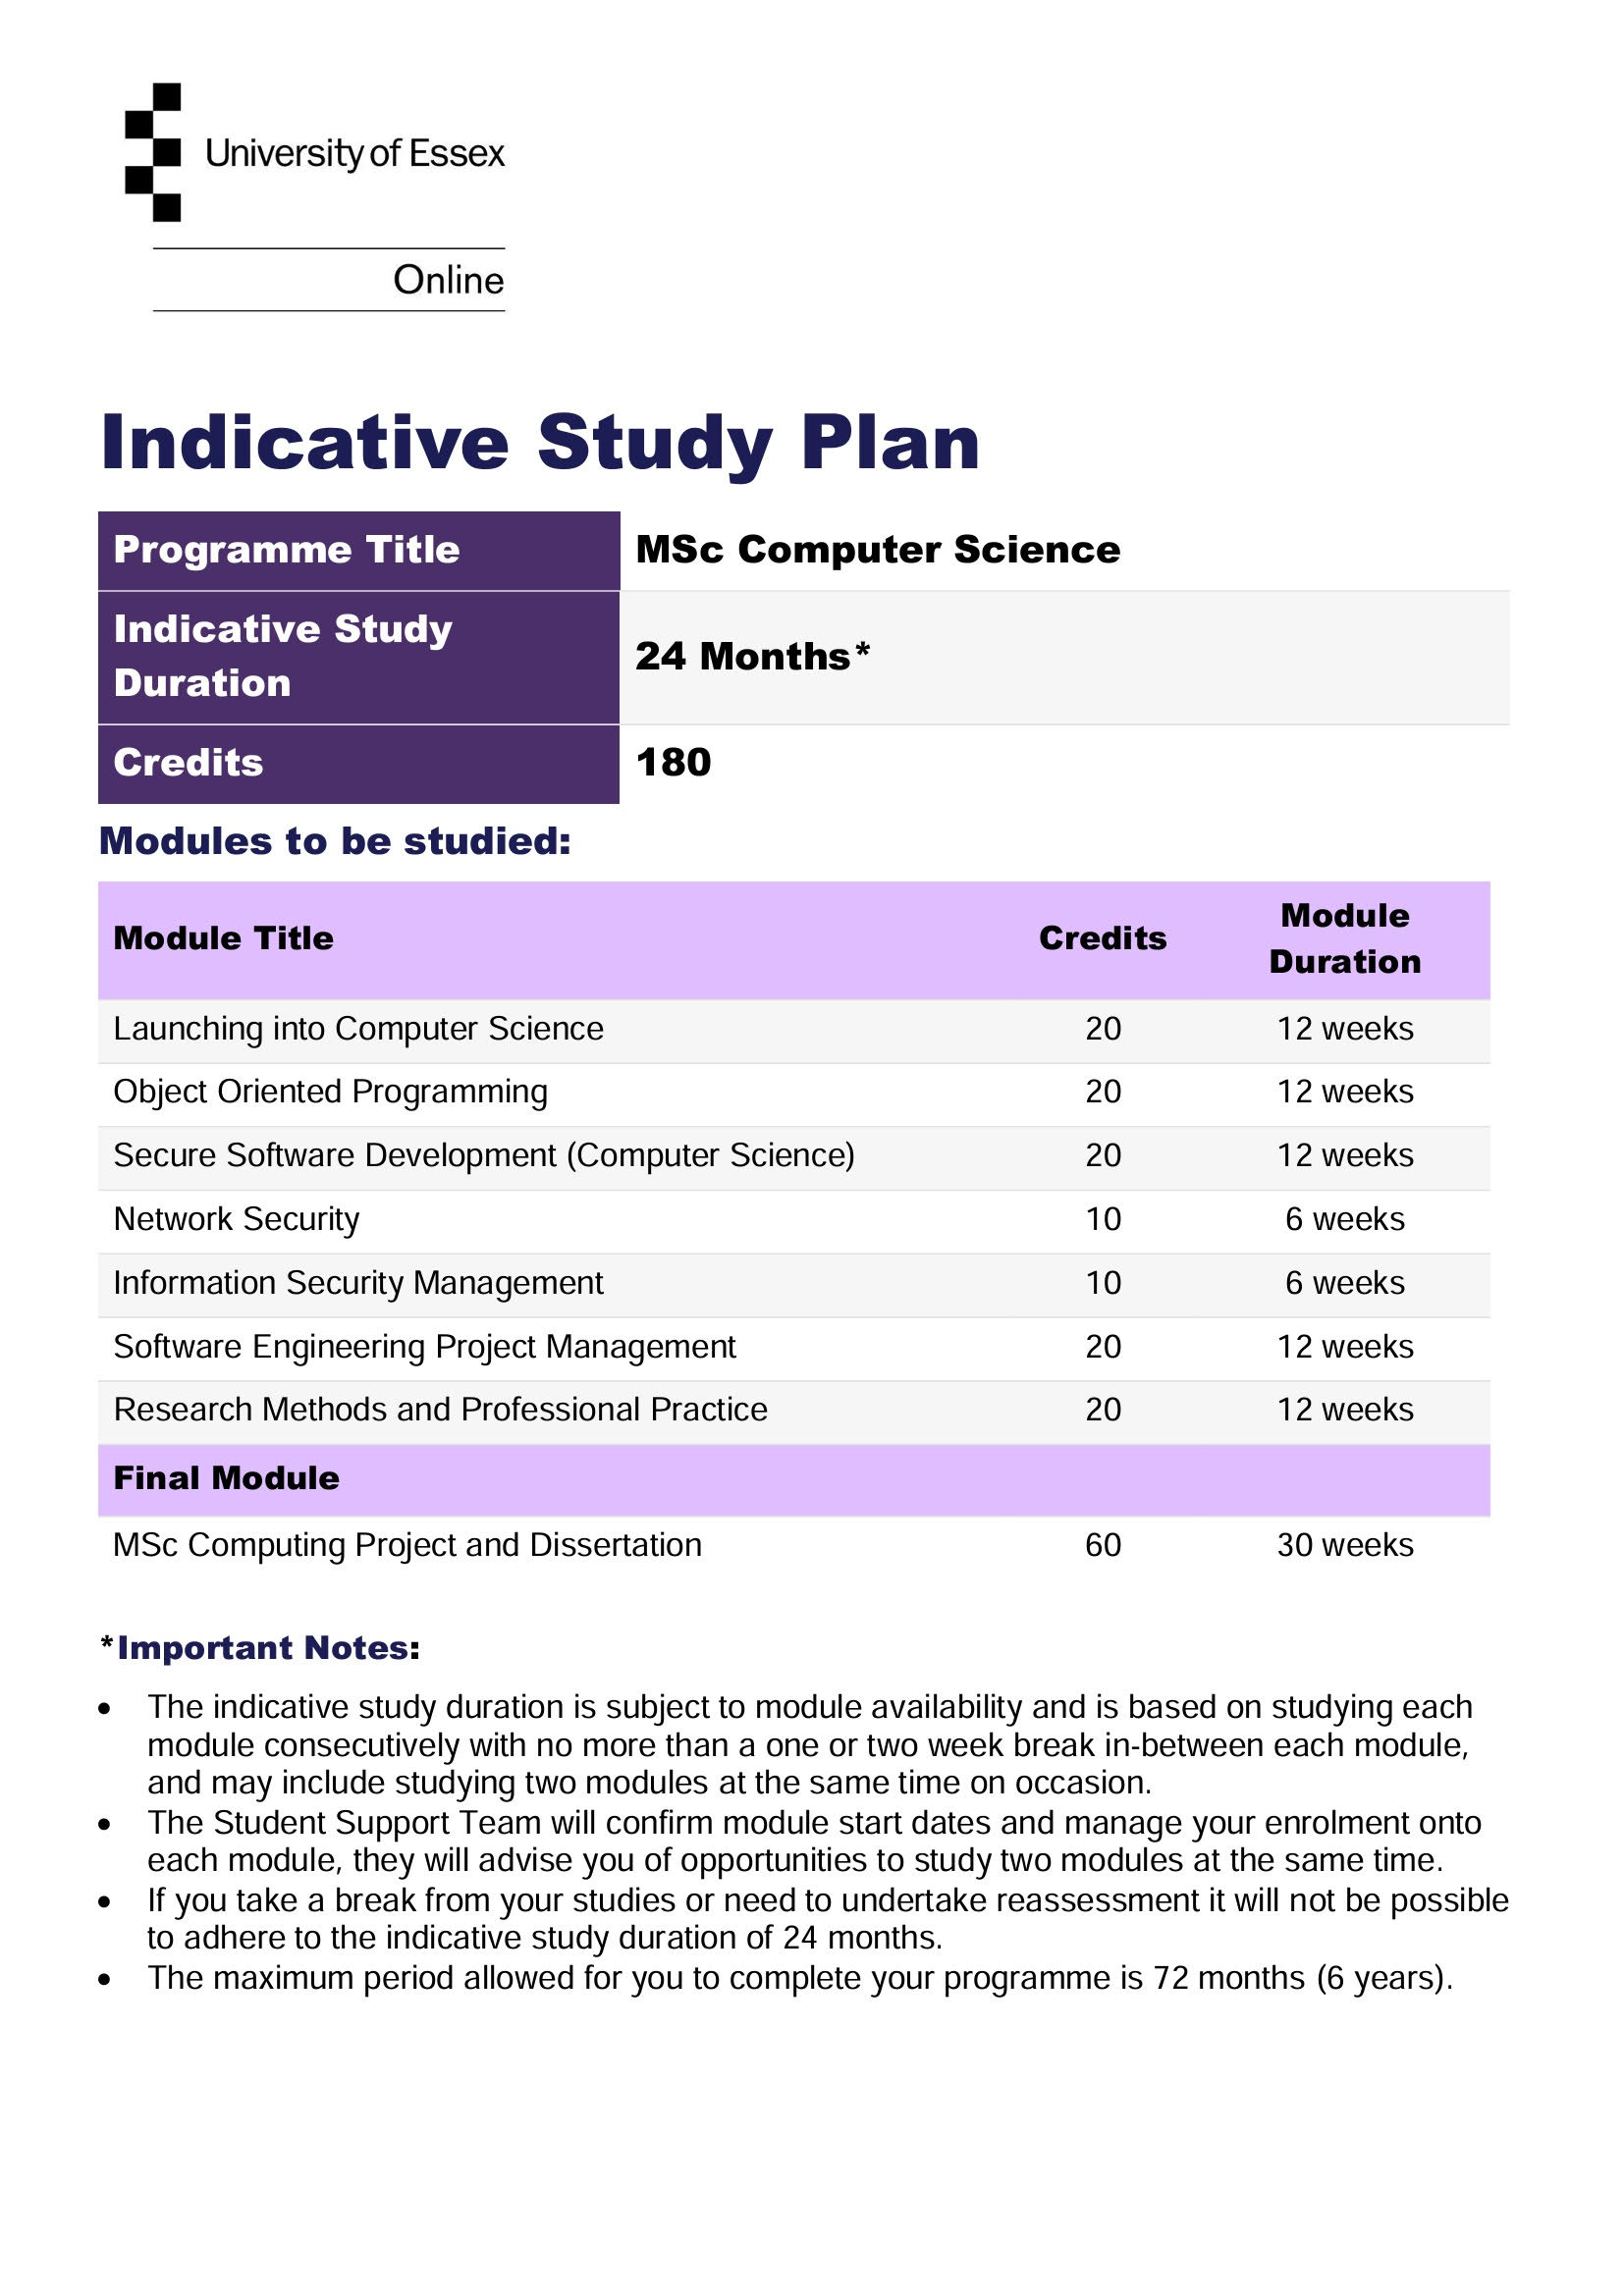 University of Essex
Online
Indicative Study Plan
Programme Title MSc Computer Science
Indicative Study
Duration
24 Months*
Credits 180
Modules to be studied:
Module Title Credits Module
Duration
Launching into Computer Science 20 12 weeks
Object Oriented Programming 20 12 weeks
Secure Software Development (Computer Science) 20 12 weeks
Network Security 10 6 weeks
Information Security Management 10 6 weeks
Software Engineering Project Management 20 12 weeks
Research Methods and Professional Practice 20 12 weeks
Final Module
MSc Computing Project and Dissertation 60 30 weeks
*Important Notes:
• The indicative study duration is subject to module availability and is based on studying each
module consecutively with no more than a one or two week break in-between each module,
and may include studying two modules at the same time on occasion.
• The Student Support Team will confirm module start dates and manage your enrolment onto
each module, they will advise you of opportunities to study two modules at the same time.
• If you take a break from your studies or need to undertake reassessment it will not be possible
to adhere to the indicative study duration of 24 months.
• The maximum period allowed for you to complete your programme is 72 months (6 years).